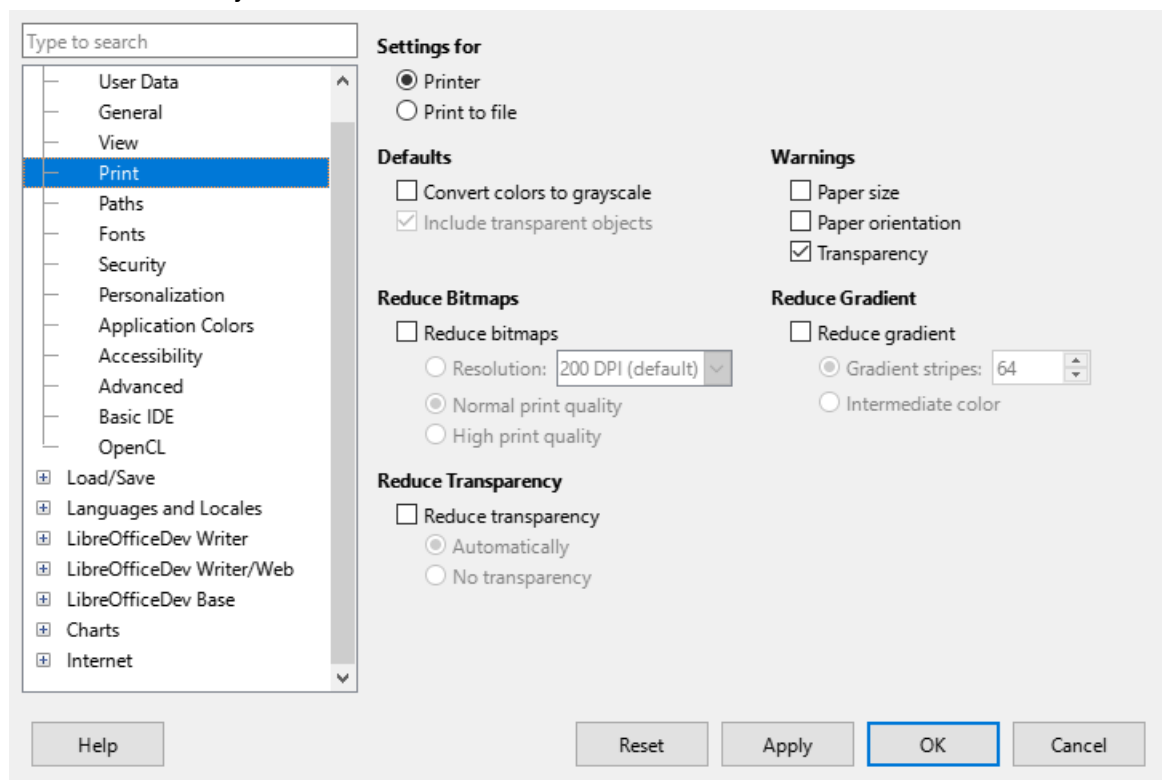 Type to search
User Data
General
View
Print
Paths
Fonts
Security
Personalization
Application Colors
Accessibility
Advanced
Basic IDE
OpenCL
Load/Save
Languages and Locales
LibreOfficeDev Writer
LibreOfficeDev Writer/Web
LibreOfficeDev Base
Charts
Internet
Settings for
Printer
Print to file
Defaults
Convert colors to grayscale
Include transparent objects
Warnings
Paper size
Paper orientation
Transparency
Reduce Bitmaps
Reduce bitmaps
Resolution: 200 DPI (default)
Normal print quality
High print quality
Reduce Gradient
Reduce gradient
Gradient stripes: 64
Intermediate color
Reduce Transparency
Reduce transparency
Automatically
No transparency
Help
Reset
Apply
OK
Cancel